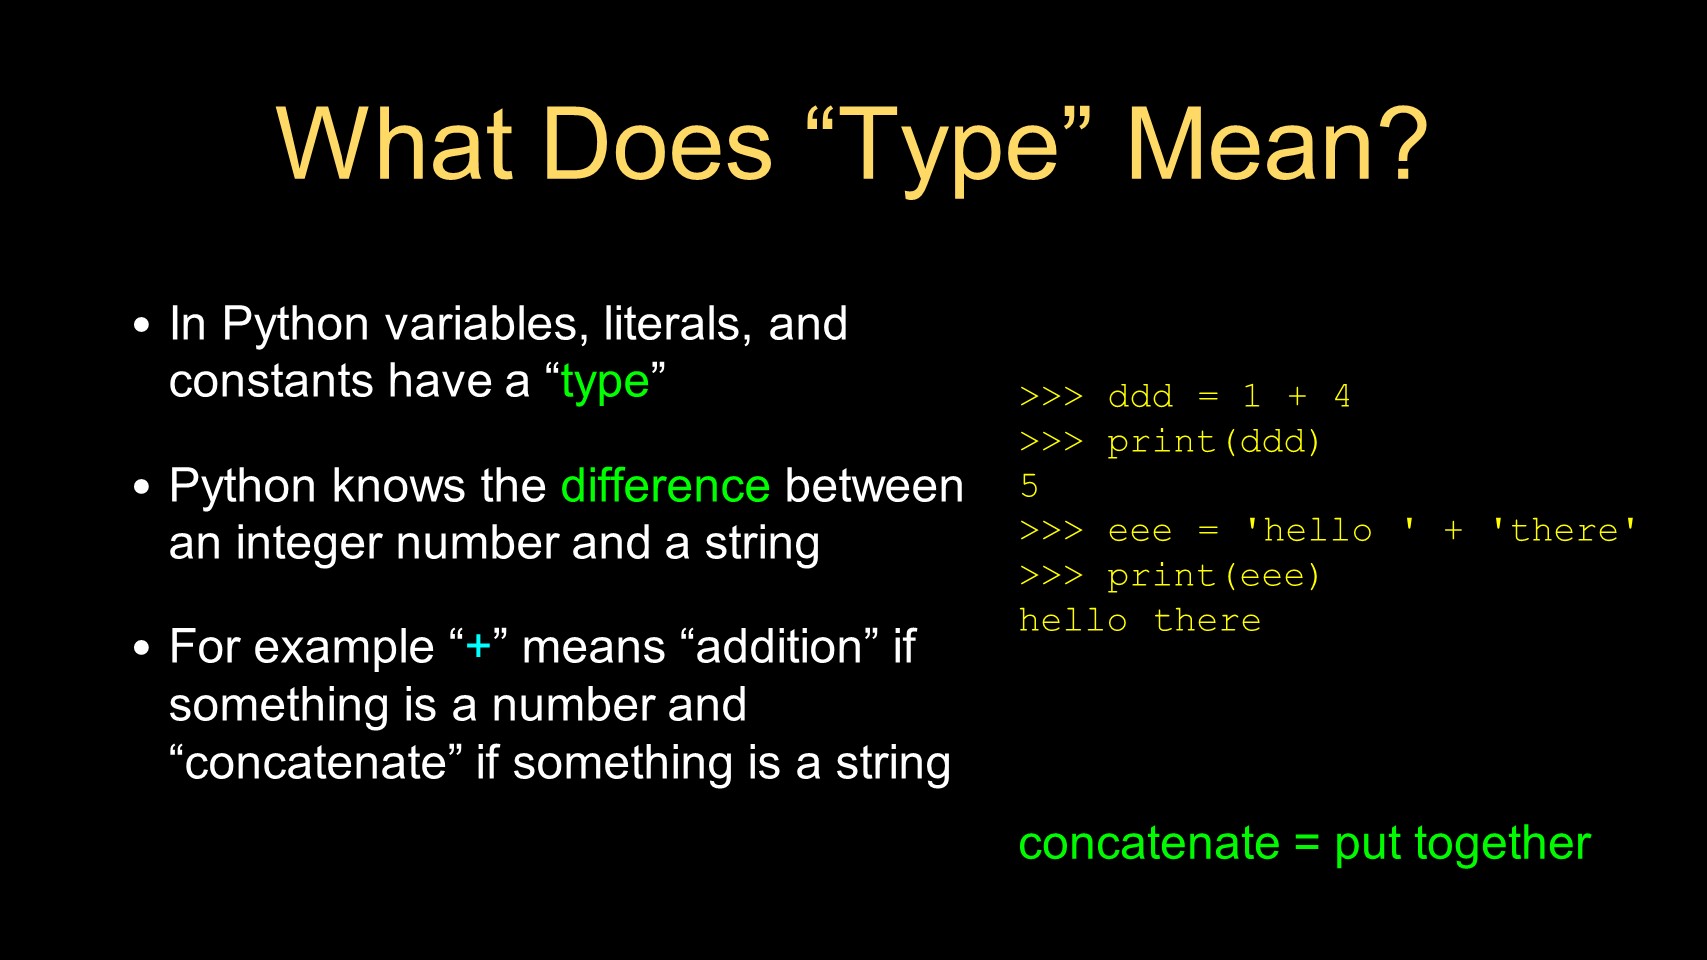 What Does “Type” Mean?
• In Python variables, literals, and
constants have a “type”
• Python knows the difference between
an integer number and a string
• For example “+” means “addition” if
something is a number and
“concatenate” if something is a string
>>> ddd = 1 + 4
>>> print(ddd)
5
>>> eee = 'hello ' + 'there'
>>> print(eee)
hello there
concatenate = put together